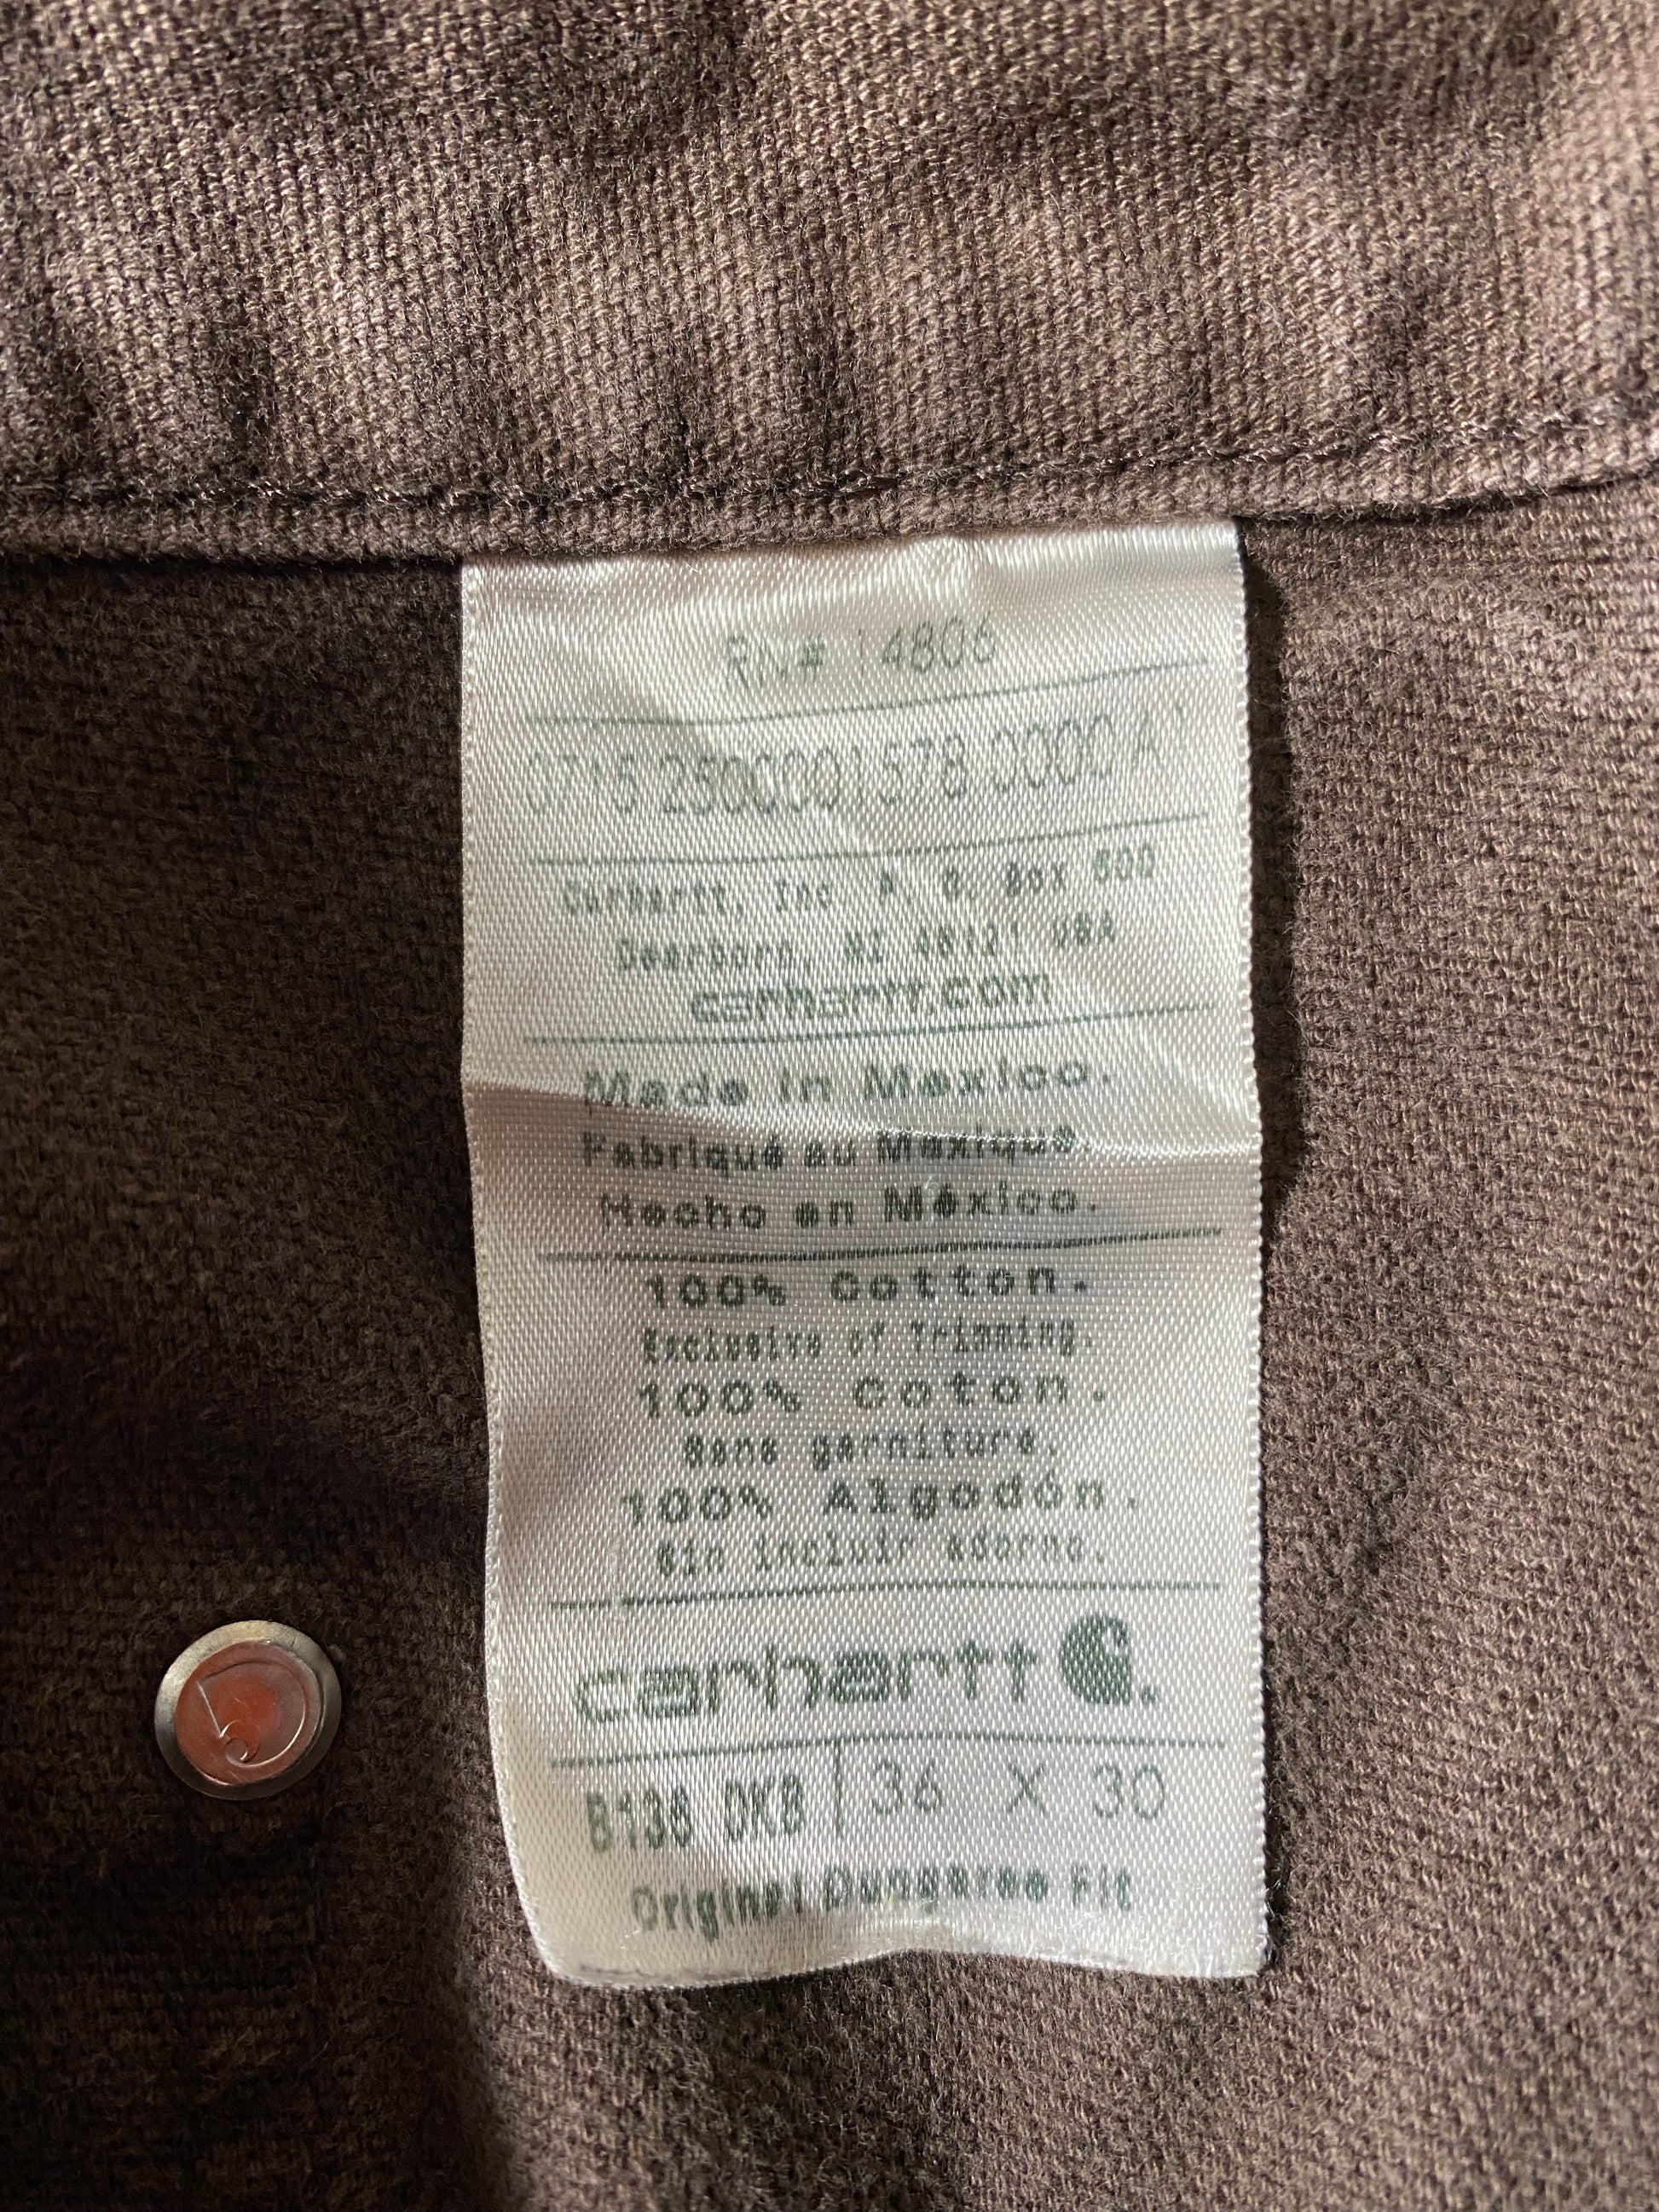 RN# 14806
Carhartt, Inc P. O. Box 600
Dearborn, MI USA
carhartt.com
Made in Mexico.
Fabriqué au Mexique.
Hecho en México.
100% Cotton.
Exclusive of Trimming.
100% Coton.
Sans garniture.
100% Algodón.
Sin incluir adorno.
carhartt
B136 DKB 36 X 30
Original Dungaree Fit